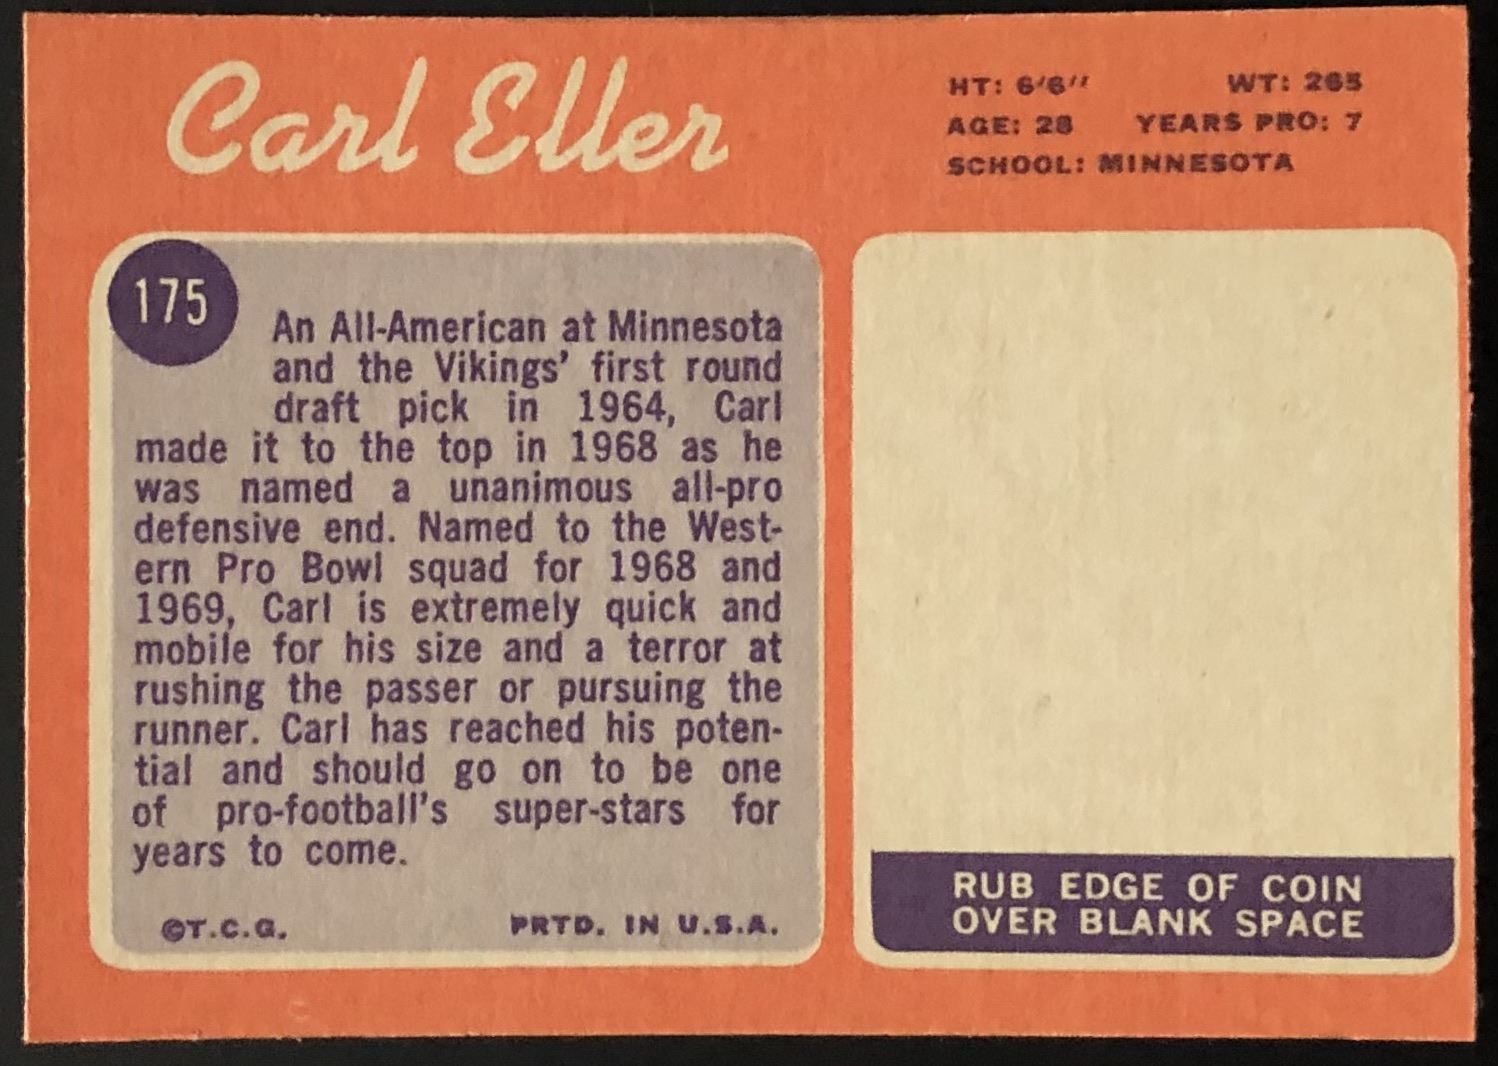 Carl Eller
HT: 6'6" WT: 265
AGE: 28 YEARS PRO: 7
SCHOOL: MINNESOTA
175
An All-American at Minnesota
and the Vikings' first round
draft pick in 1964, Carl
made it to the top in 1968 as he
was named a unanimous all-pro
defensive end. Named to the West-
ern Pro Bowl squad for 1968 and
1969, Carl is extremely quick and
mobile for his size and a terror at
rushing the passer or pursuing the
runner. Carl has reached his poten-
tial and should go on to be one
of pro-football's super-stars for
years to come.
©T.C.G. PRTD. IN U.S.A.
RUB EDGE OF COIN
OVER BLANK SPACE